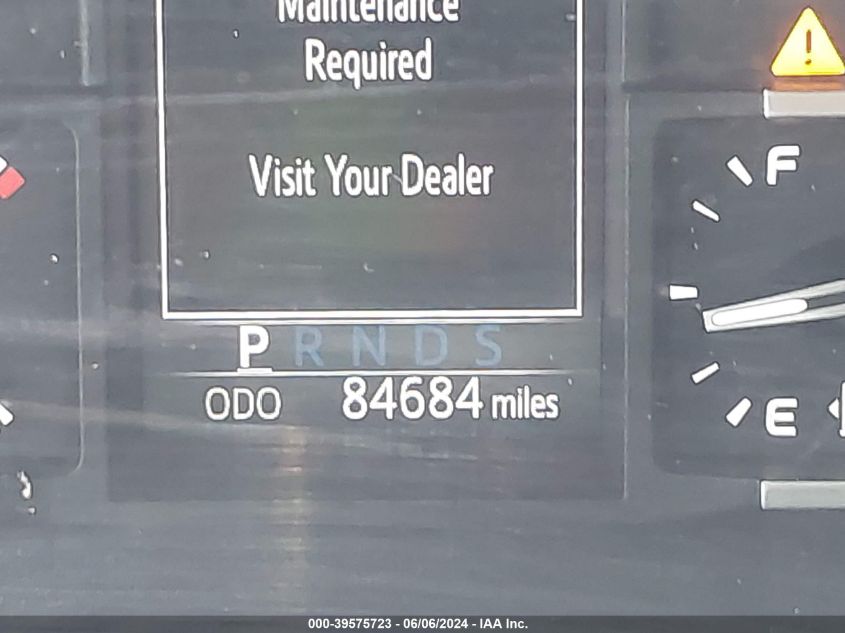 Maintenance
Required
Visit Your Dealer
F
P R N D S
ODO 84684 miles
E
000-39575723 - 06/06/2024 - IAA Inc.